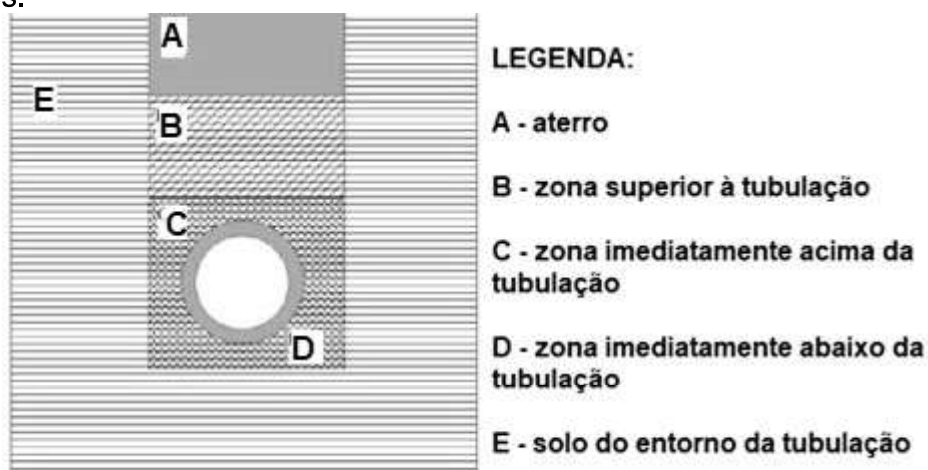 s.
A
E
B
C
D
LEGENDA:
A - aterro
B - zona superior à tubulação
C - zona imediatamente acima da
tubulação
D - zona imediatamente abaixo da
tubulação
E - solo do entorno da tubulação